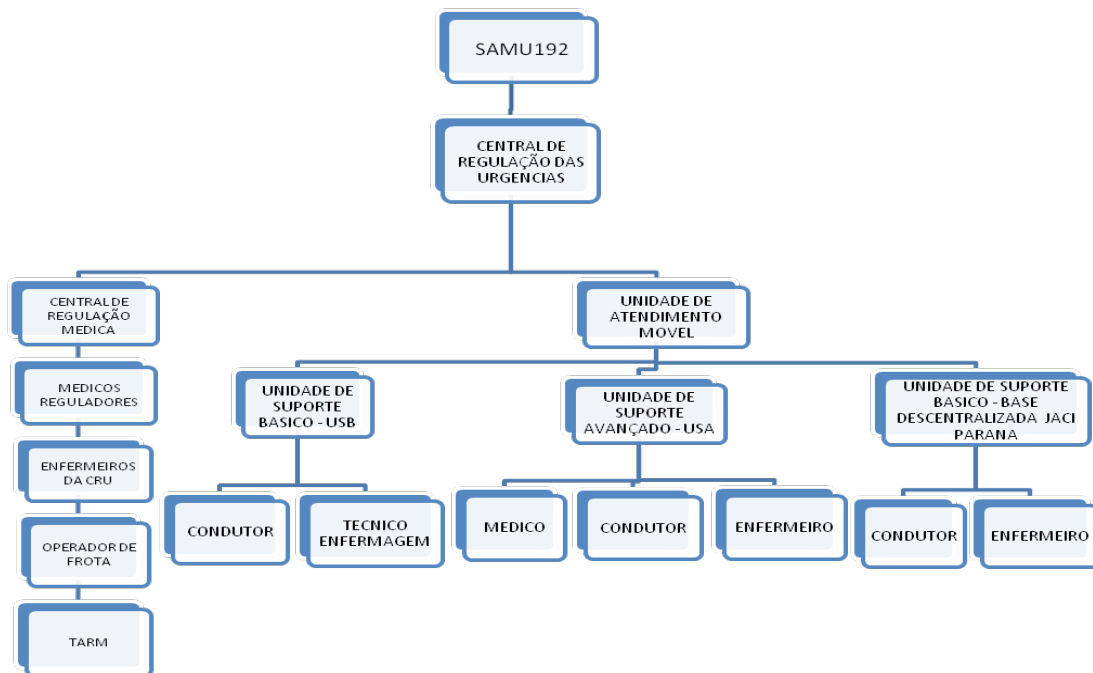 SAMU192
CENTRAL DE
REGULAÇÃO DAS
URGENCIAS
CENTRAL DE
REGULAÇÃO
MEDICA
MEDICOS
REGULADORES
ENFERMEIROS
DA CRU
OPERADOR DE
FROTA
TARM
UNIDADE DE
ATENDIMENTO
MOVEL
UNIDADE DE
SUPORTE
BASICO - USB
CONDUTOR
TECNICO
ENFERMAGEM
UNIDADE DE
SUPORTE
AVANÇADO - USA
MEDICO
CONDUTOR
ENFERMEIRO
UNIDADE DE SUPORTE
BASICO - BASE
DESCENTRALIZADA JACI
PARANA
CONDUTOR
ENFERMEIRO